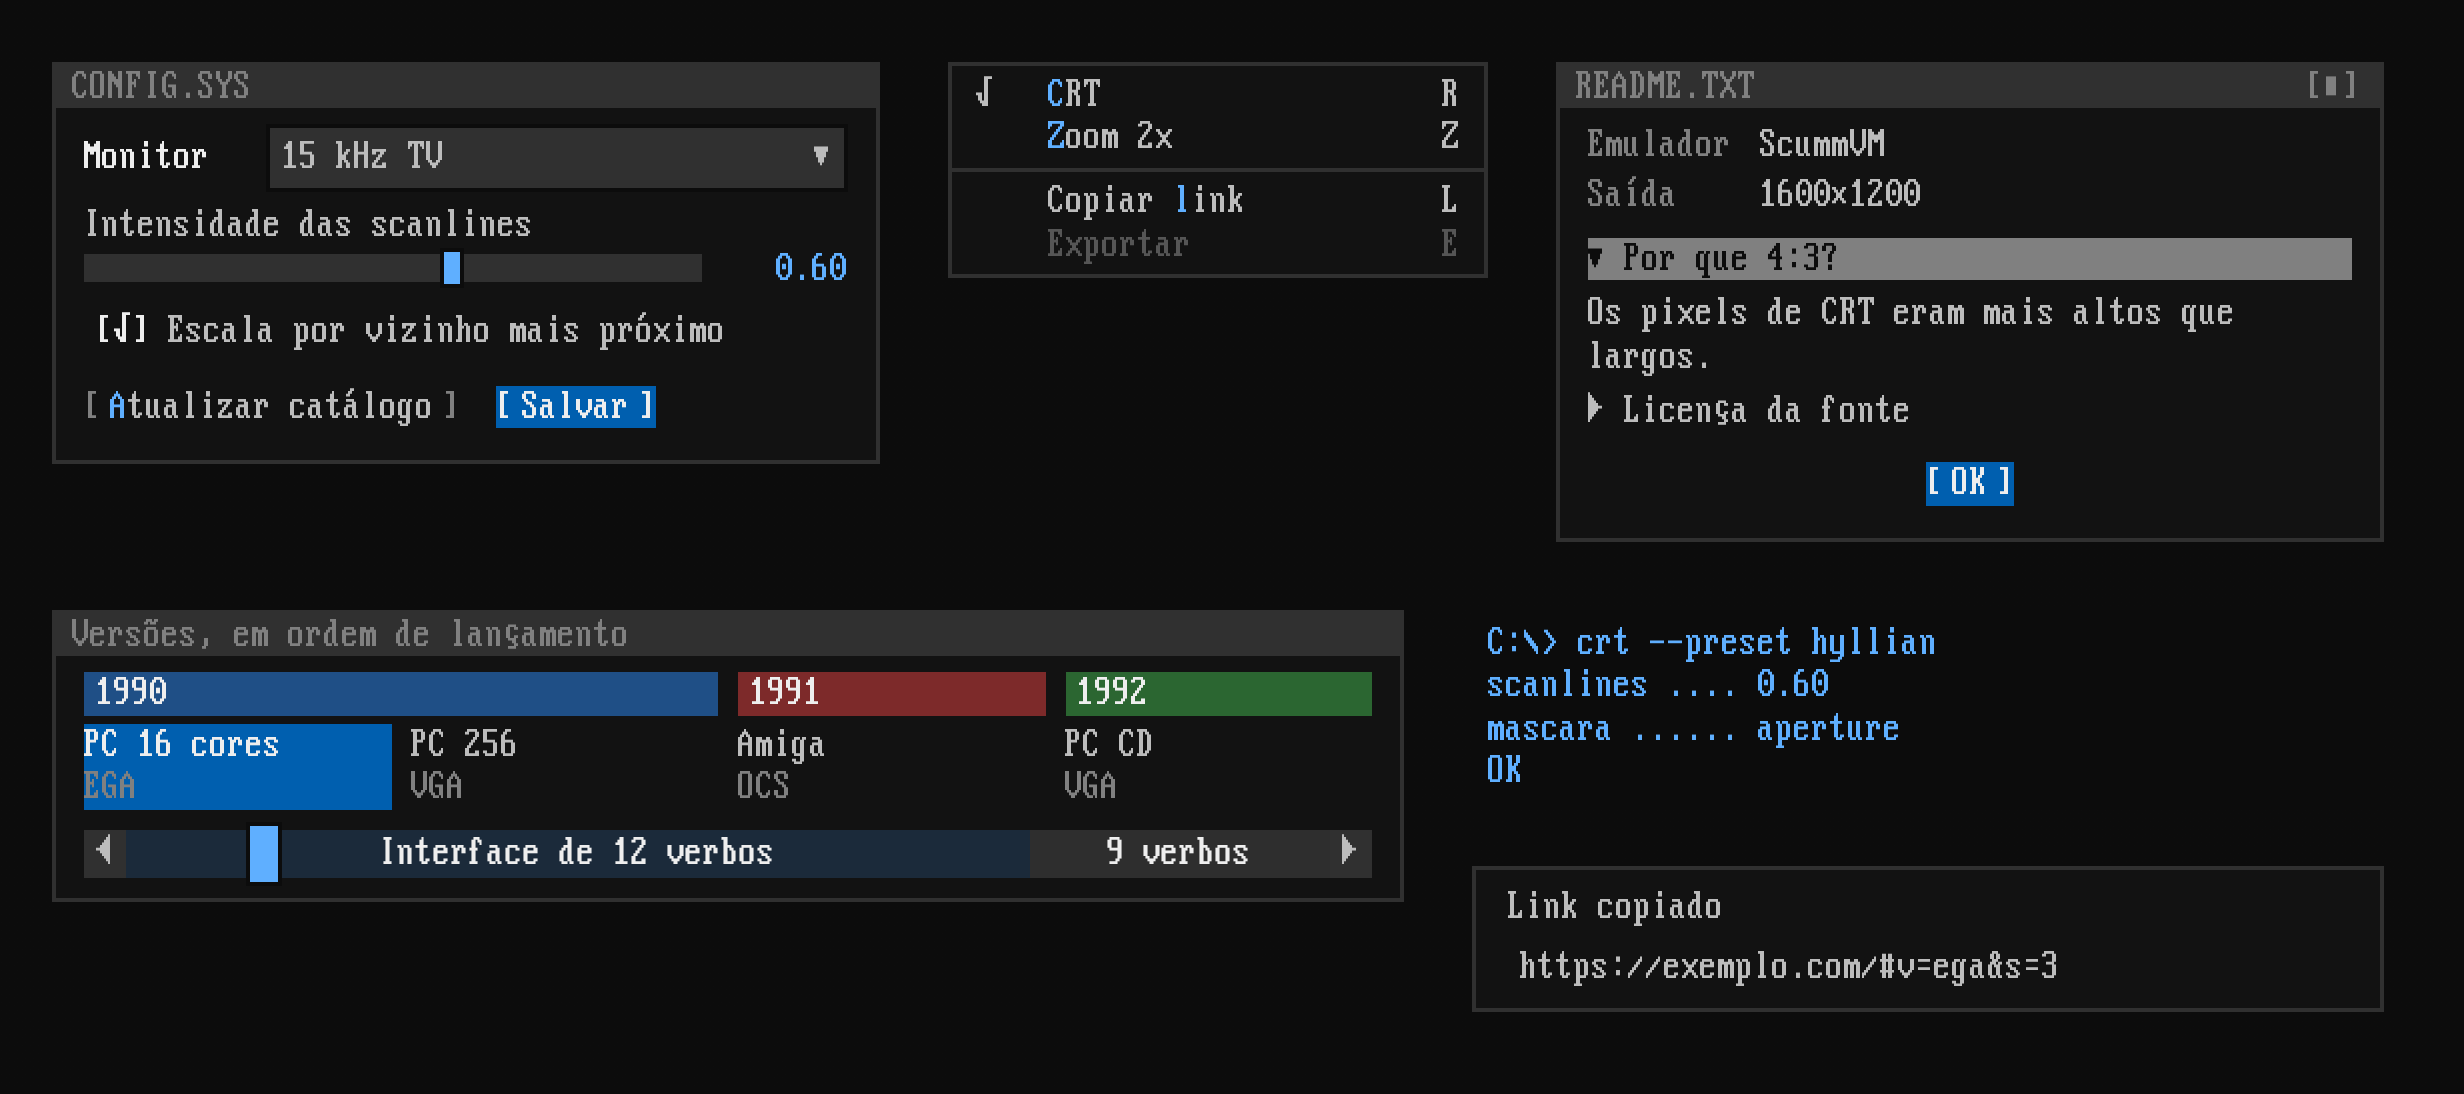 CONFIG.SYS
Monitor 15 kHz TV ▼
Intensidade das scanlines
0.60
[√] Escala por vizinho mais próximo
[ Atualizar catálogo ] [ Salvar ]
√ CRT R
Zoom 2x Z
Copiar link L
Exportar E
README.TXT [▮]
Emulador ScummVM
Saída 1600x1200
▼ Por que 4:3?
Os pixels de CRT eram mais altos que
largos.
▶ Licença da fonte
[ OK ]
Versões, em ordem de lançamento
1990 1991 1992
PC 16 cores PC 256 Amiga PC CD
EGA VGA OCS VGA
◀ Interface de 12 verbos 9 verbos ▶
C:\> crt --preset hyllian
scanlines .... 0.60
mascara ...... aperture
OK
Link copiado
https://exemplo.com/#v=ega&s=3